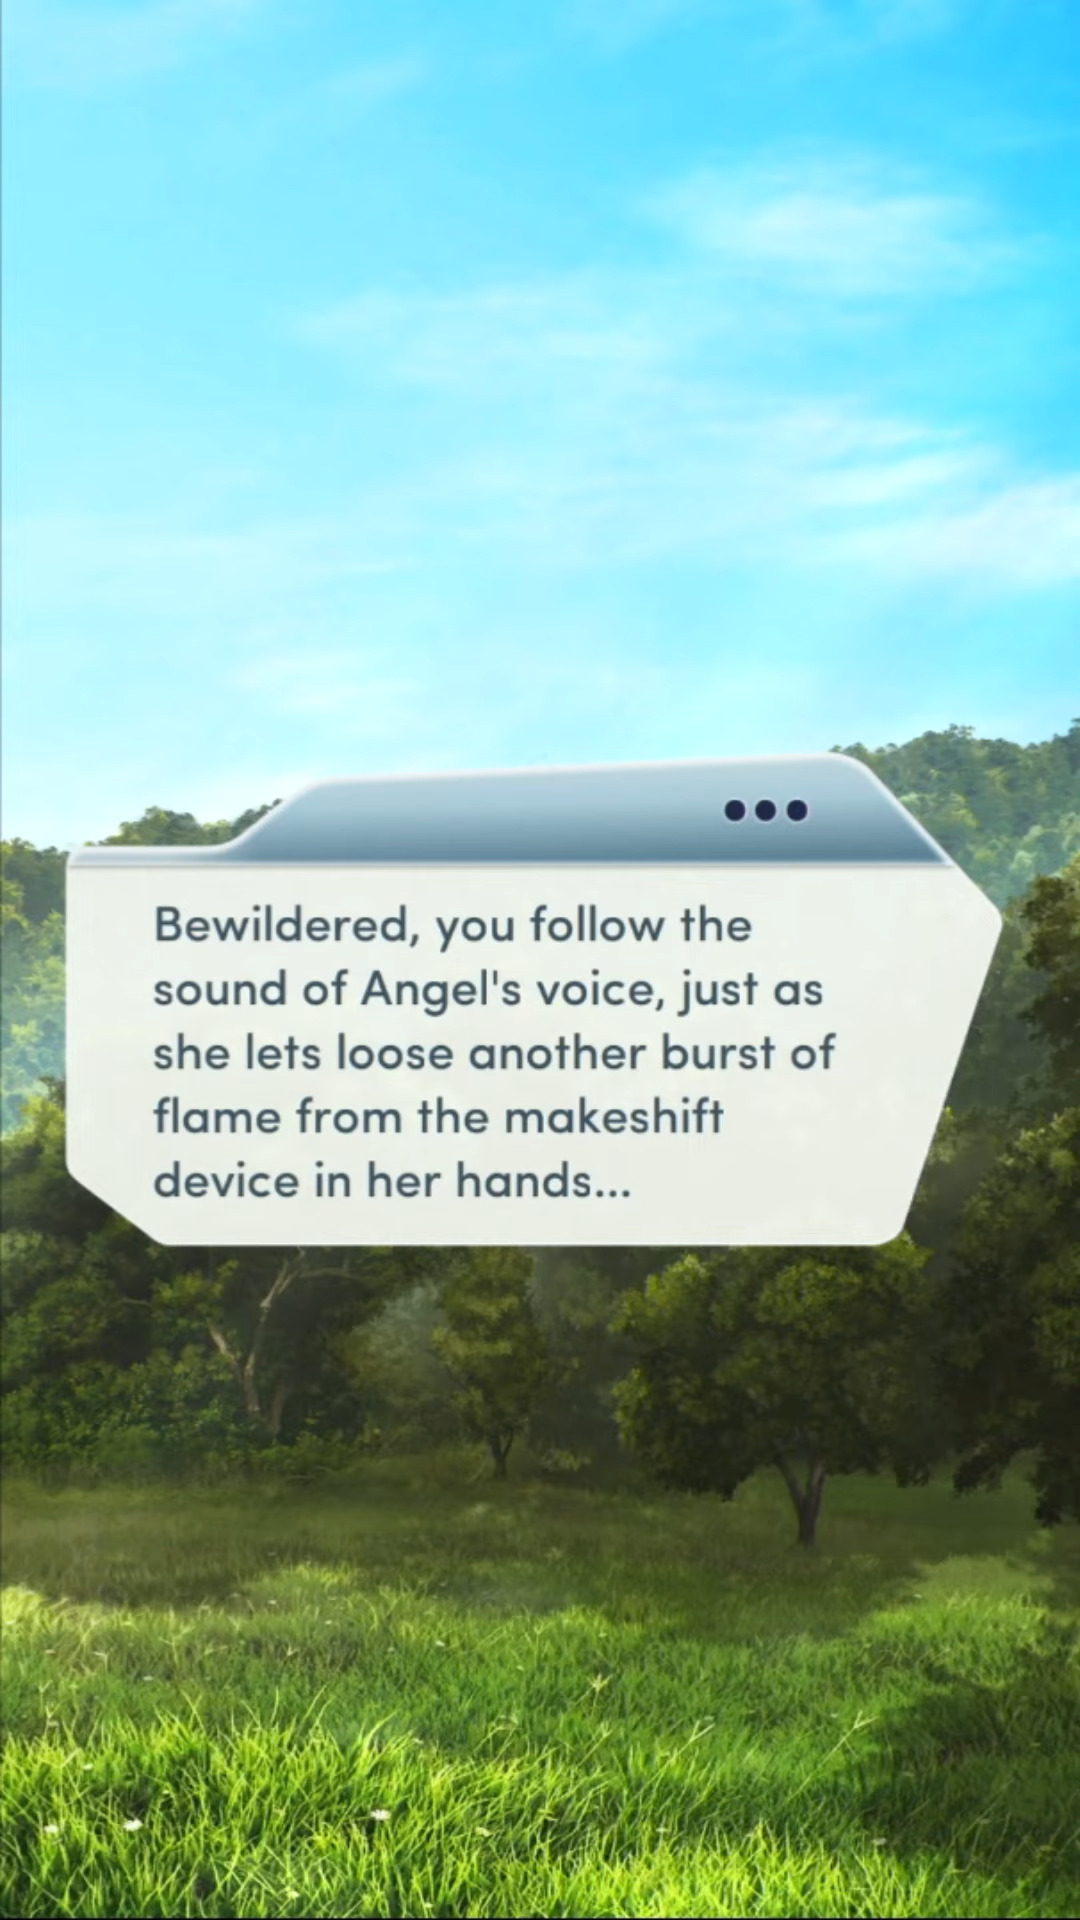 Bewildered, you follow the
sound of Angel's voice, just as
she lets loose another burst of
flame from the makeshift
device in her hands...